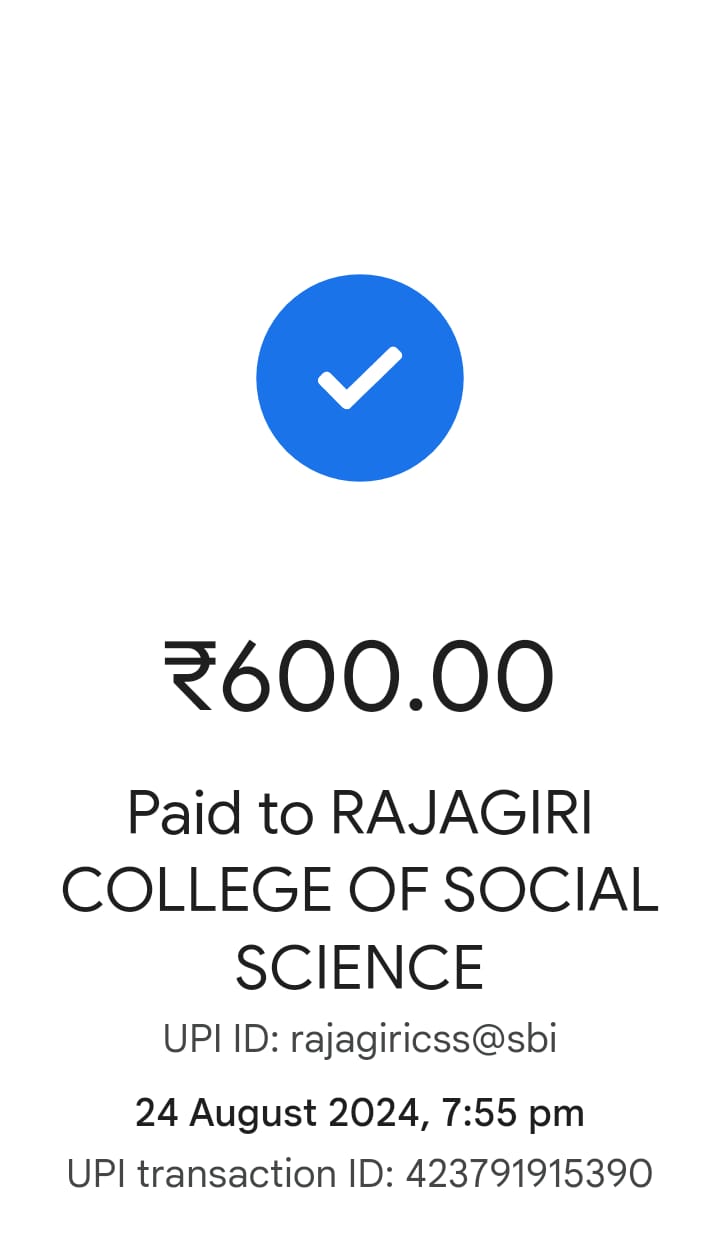 ₹600.00
Paid to RAJAGIRI
COLLEGE OF SOCIAL
SCIENCE
UPI ID: rajagiricss@sbi
24 August 2024, 7:55 pm
UPI transaction ID: 423791915390